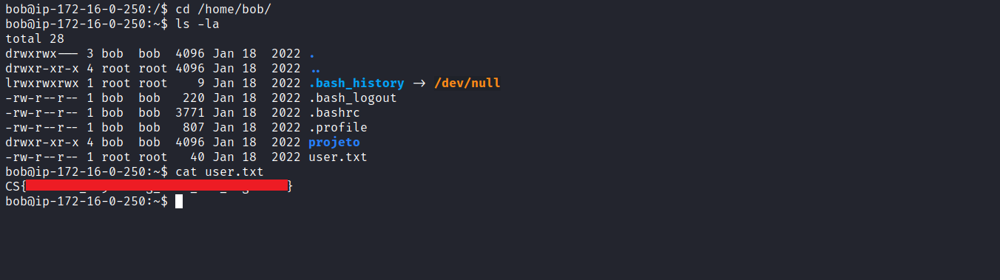 bob@ip-172-16-0-250:/$ cd /home/bob/
bob@ip-172-16-0-250:~$ ls -la
total 28
drwxrwx--- 3 bob  bob  4096 Jan 18  2022 .
drwxr-xr-x 4 root root 4096 Jan 18  2022 ..
lrwxrwxrwx 1 root root    9 Jan 18  2022 .bash_history -> /dev/null
-rw-r--r-- 1 bob  bob   220 Jan 18  2022 .bash_logout
-rw-r--r-- 1 bob  bob  3771 Jan 18  2022 .bashrc
-rw-r--r-- 1 bob  bob   807 Jan 18  2022 .profile
drwxr-xr-x 4 bob  bob  4096 Jan 18  2022 projeto
-rw-r--r-- 1 root root   40 Jan 18  2022 user.txt
bob@ip-172-16-0-250:~$ cat user.txt
CS{ }
bob@ip-172-16-0-250:~$